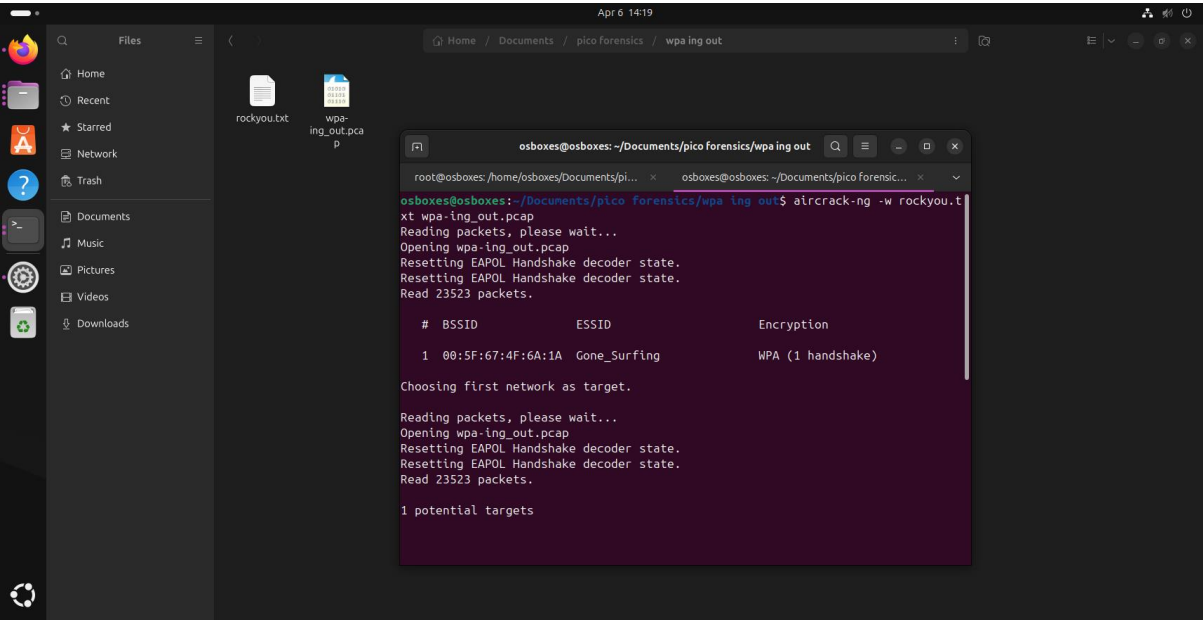 Apr 6 14:19
Files
Home / Documents / pico forensics / wpa ing out
Home
Recent
Starred
Network
Trash
Documents
Music
Pictures
Videos
Downloads
rockyou.txt
wpa-
ing_out.pca
p
01010
01101
01110
osboxes@osboxes: ~/Documents/pico forensics/wpa ing out
root@osboxes: /home/osboxes/Documents/pi...
osboxes@osboxes: ~/Documents/pico forensic...
osboxes@osboxes:~/Documents/pico forensics/wpa ing out$ aircrack-ng -w rockyou.t
xt wpa-ing_out.pcap
Reading packets, please wait...
Opening wpa-ing_out.pcap
Resetting EAPOL Handshake decoder state.
Resetting EAPOL Handshake decoder state.
Read 23523 packets.
# BSSID ESSID Encryption
1 00:5F:67:4F:6A:1A Gone_Surfing WPA (1 handshake)
Choosing first network as target.
Reading packets, please wait...
Opening wpa-ing_out.pcap
Resetting EAPOL Handshake decoder state.
Resetting EAPOL Handshake decoder state.
Read 23523 packets.
1 potential targets